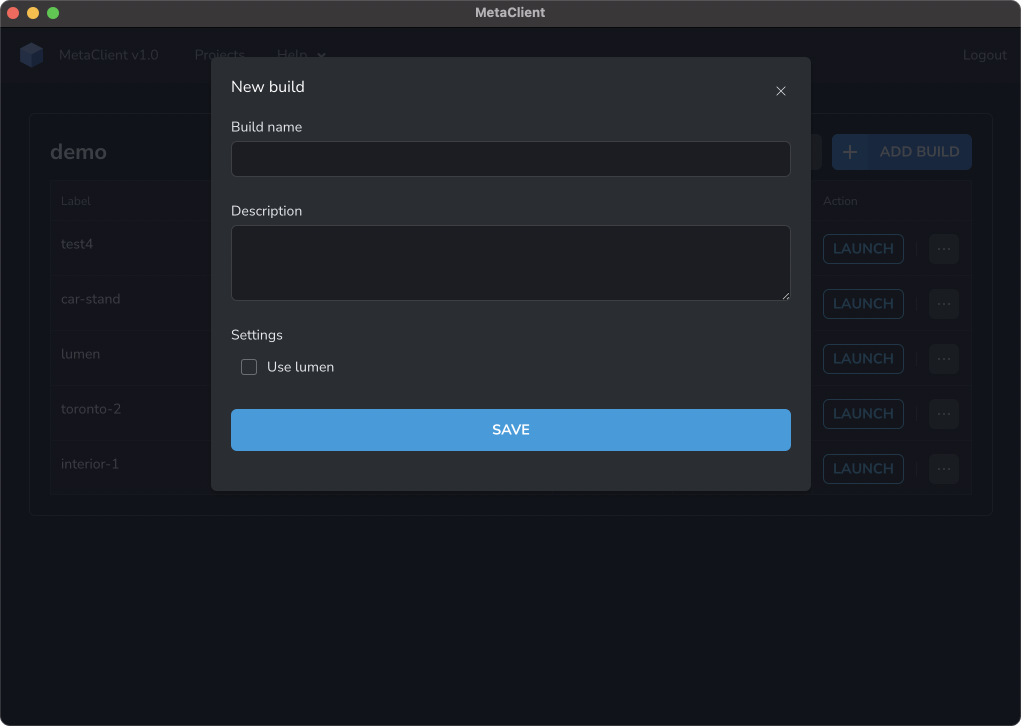 MetaClient
MetaClient v1.0 Projects Help Logout
New build
Build name
demo
ADD BUILD
Label Action
Description
test4 LAUNCH
car-stand LAUNCH
Settings
lumen LAUNCH
Use lumen
toronto-2 LAUNCH
SAVE
interior-1 LAUNCH